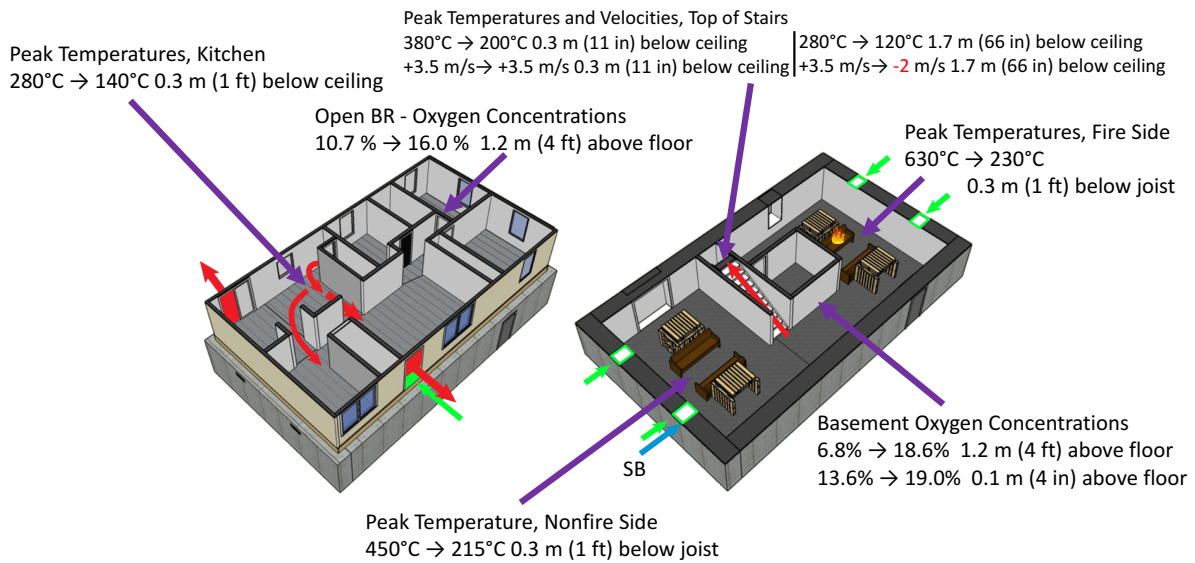 Peak Temperatures and Velocities, Top of Stairs
380°C → 200°C 0.3 m (11 in) below ceiling
+3.5 m/s→ +3.5 m/s 0.3 m (11 in) below ceiling
280°C → 120°C 1.7 m (66 in) below ceiling
+3.5 m/s→ -2 m/s 1.7 m (66 in) below ceiling
Peak Temperatures, Kitchen
280°C → 140°C 0.3 m (1 ft) below ceiling
Open BR - Oxygen Concentrations
10.7 % → 16.0 % 1.2 m (4 ft) above floor
Peak Temperatures, Fire Side
630°C → 230°C
0.3 m (1 ft) below joist
Basement Oxygen Concentrations
6.8% → 18.6% 1.2 m (4 ft) above floor
13.6% → 19.0% 0.1 m (4 in) above floor
SB
Peak Temperature, Nonfire Side
450°C → 215°C 0.3 m (1 ft) below joist